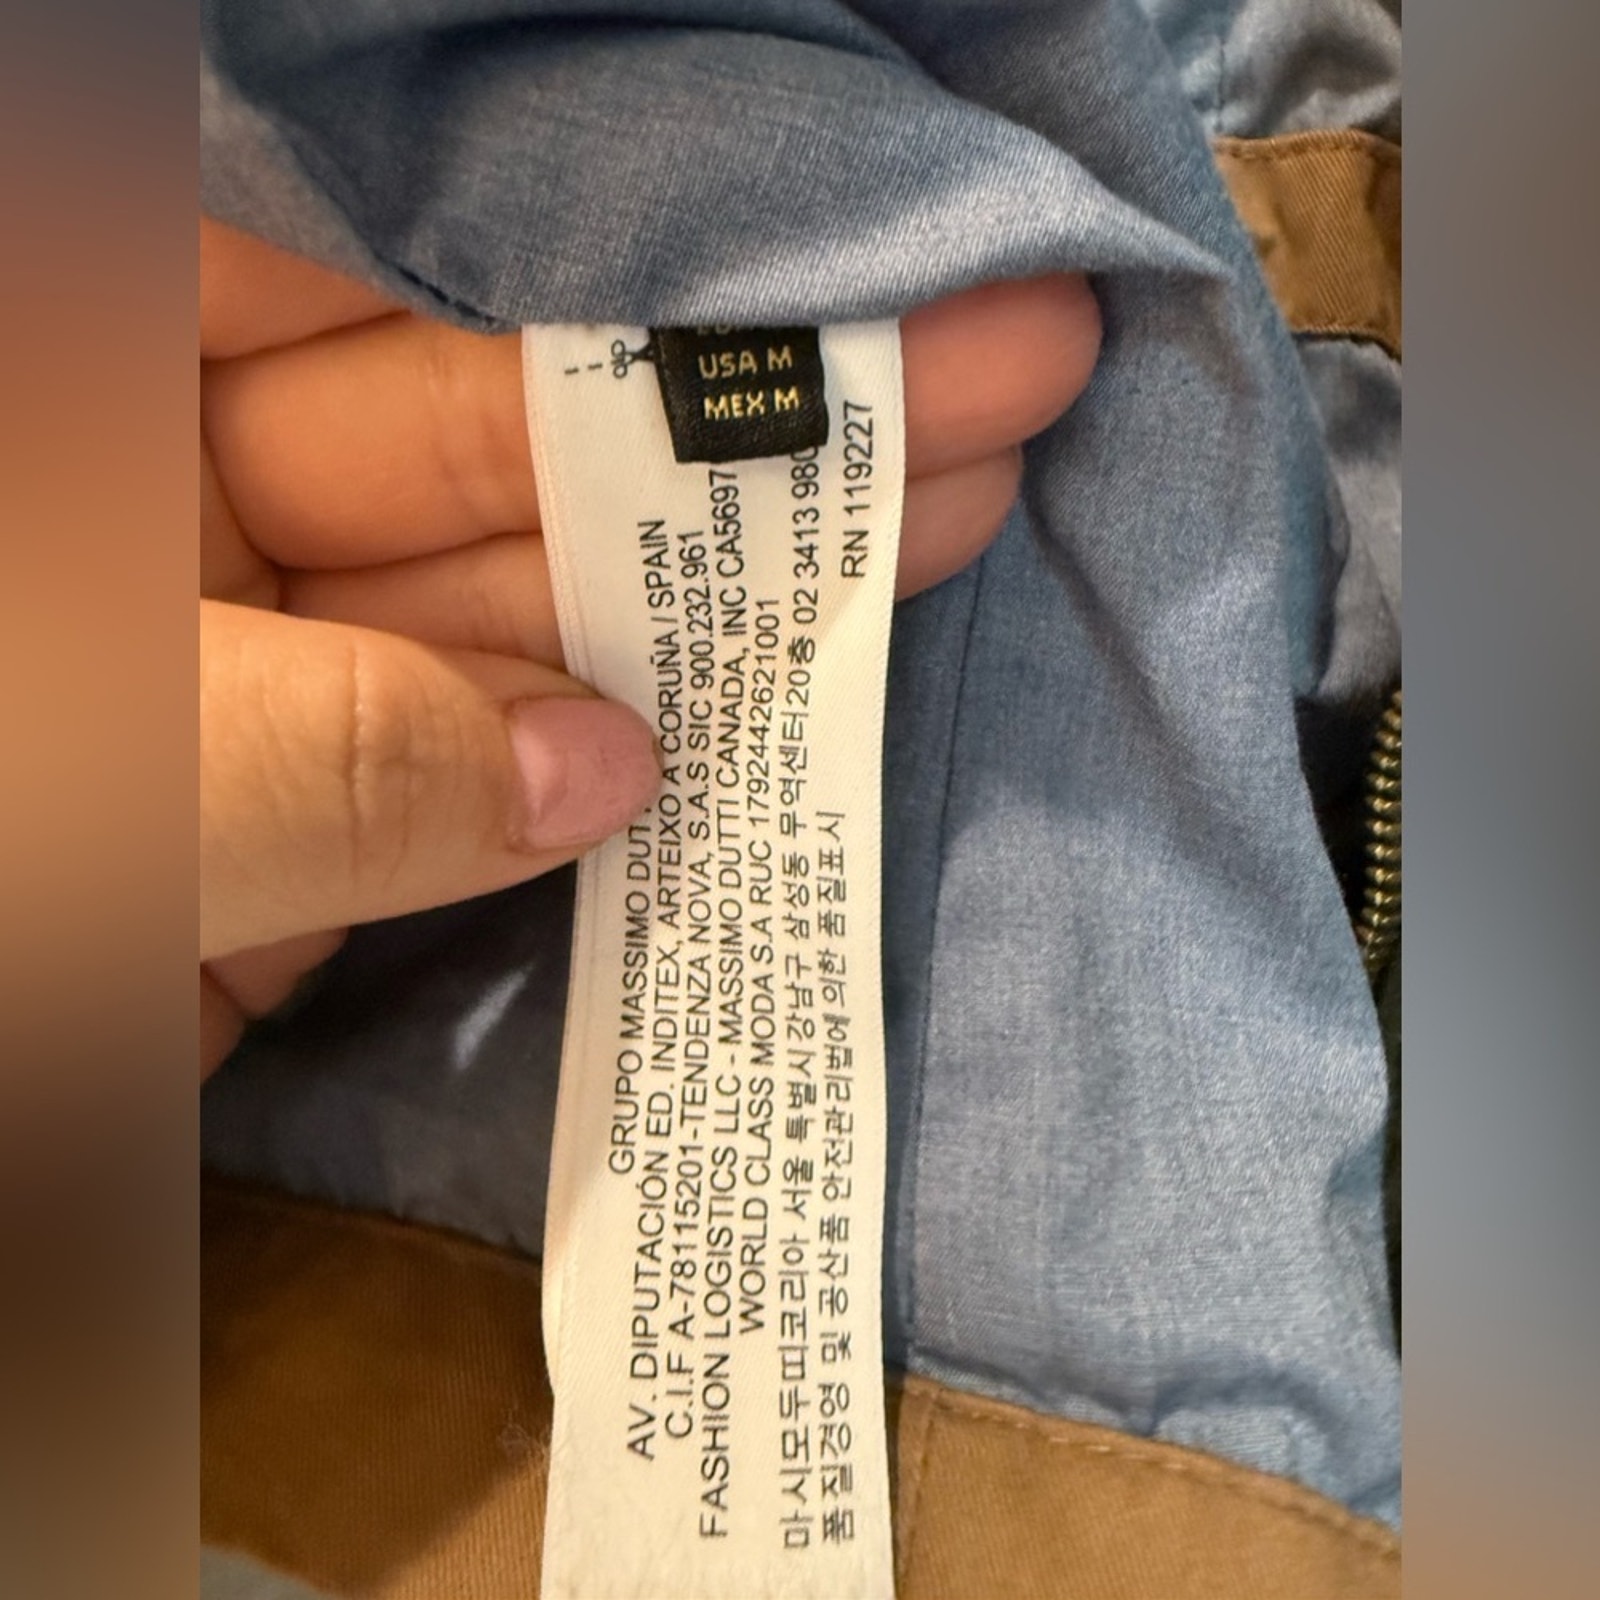 USA M
MEX M
GRUPO MASSIMO
AV. DIPUTACIÓN ED. INDITEX, ARTEIXO A CORUÑA / SPAIN
C.I.F A-78115201-TENDENZA NOVA, S.A.S SIC 900.232.961
FASHION LOGISTICS LLC - MASSIMO DUTTI CANADA, INC CA5697
WORLD CLASS MODA S.A RUC 1792442621001
마시모두띠코리아 서울 특별시강남구 삼성동 무역센터20층 02 3413 980
품질경영 및 공산품 안전관리법에 의한 품질표시
RN 119227